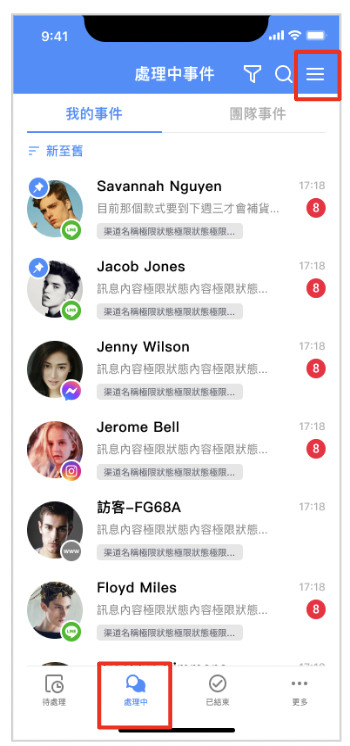 9:41
處理中事件
我的事件
團隊事件
新至舊
Savannah Nguyen
17:18
目前那個款式要到下週三才會補貨...
8
渠道名稱極限狀態極限狀態極限...
Jacob Jones
17:18
訊息內容極限狀態內容極限狀態...
8
渠道名稱極限狀態極限狀態極限...
Jenny Wilson
17:18
訊息內容極限狀態內容極限狀態...
8
渠道名稱極限狀態極限狀態極限...
Jerome Bell
17:18
訊息內容極限狀態內容極限狀態...
8
渠道名稱極限狀態極限狀態極限...
訪客-FG68A
17:18
訊息內容極限狀態內容極限狀態...
www
渠道名稱極限狀態極限狀態極限...
Floyd Miles
17:18
訊息內容極限狀態內容極限狀態...
8
渠道名稱極限狀態極限狀態極限...
待處理
處理中
已結束
更多